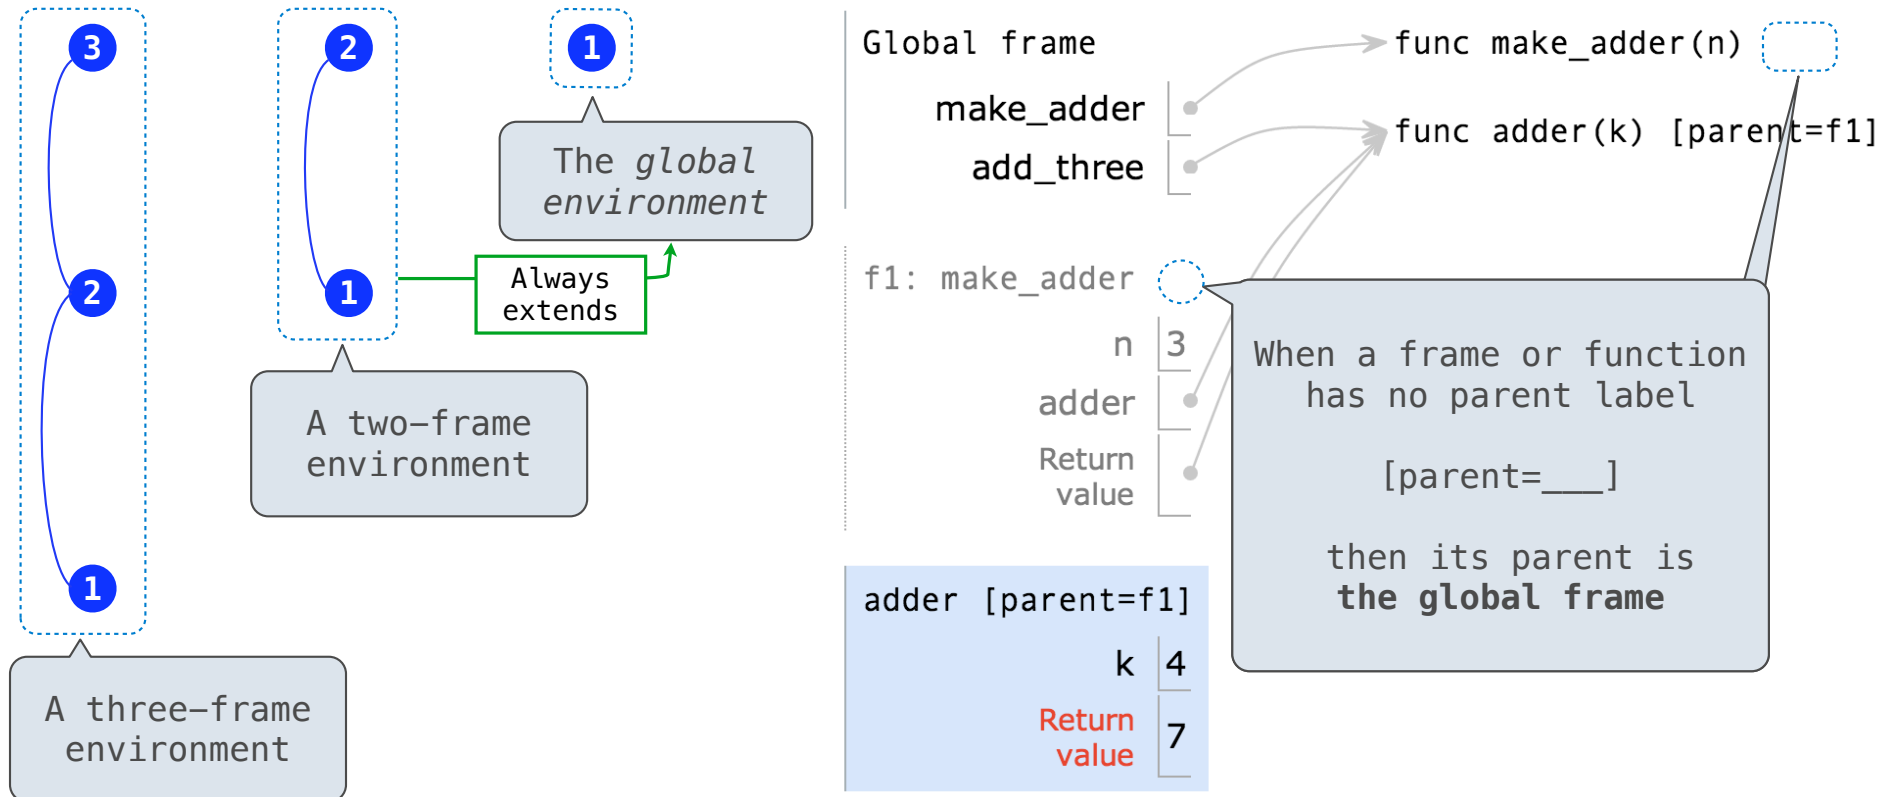 3
2
1
2
1
1
The global
environment
Always
extends
A two-frame
environment
A three-frame
environment
Global frame
make_adder
add_three
func make_adder(n)
func adder(k) [parent=f1]
f1: make_adder
n 3
adder
Return
value
When a frame or function
has no parent label
[parent=___]
then its parent is
the global frame
adder [parent=f1]
k 4
Return
value 7